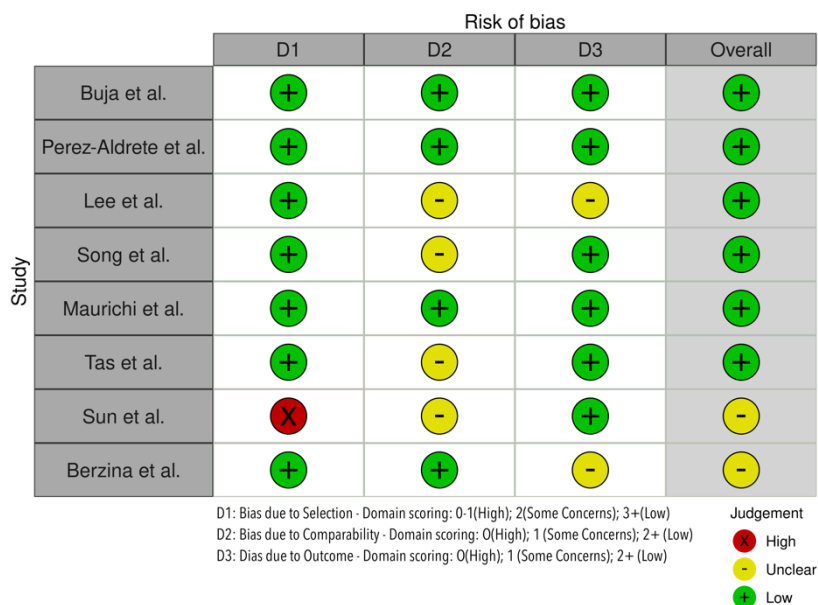 Risk of bias
D1 D2 D3 Overall
Study
Buja et al. + + + +
Perez-Aldrete et al. + + + +
Lee et al. + - - +
Song et al. + - + +
Maurichi et al. + + + +
Tas et al. + - + +
Sun et al. X - + -
Berzina et al. + + - -
D1: Bias due to Selection - Domain scoring: 0-1(High); 2(Some Concerns); 3+(Low)
D2: Bias due to Comparability - Domain scoring: O(High); 1 (Some Concerns); 2+ (Low)
D3: Dias due to Outcome - Domain scoring: O(High); 1 (Some Concerns); 2+ (Low)
Judgement
X High
- Unclear
+ Low